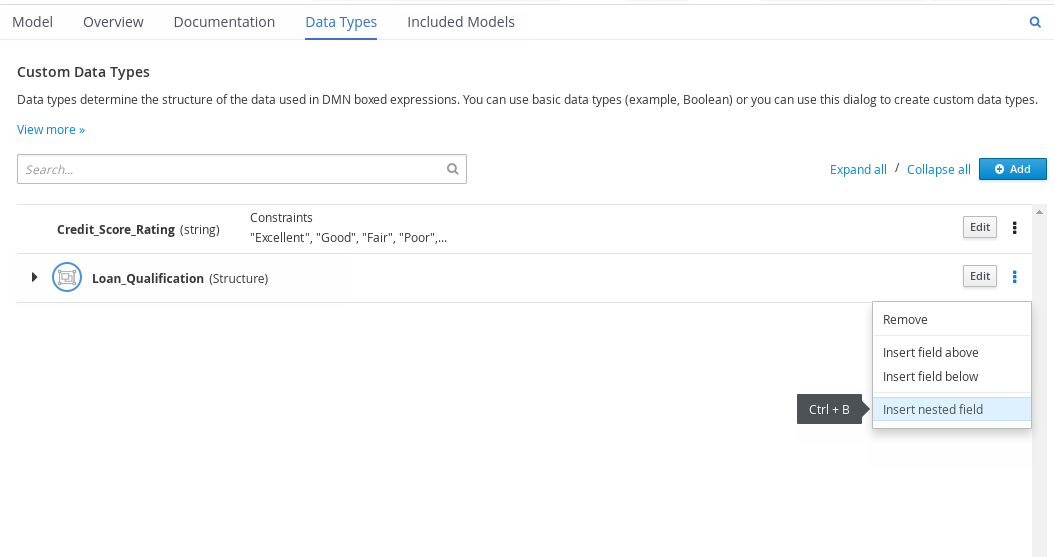 Model Overview Documentation Data Types Included Models
Custom Data Types
Data types determine the structure of the data used in DMN boxed expressions. You can use basic data types (example, Boolean) or you can use this dialog to create custom data types.
View more »
Search...
Expand all / Collapse all Add
Credit_Score_Rating (string)
Constraints
"Excellent", "Good", "Fair", "Poor",...
Edit
Loan_Qualification (Structure)
Edit
Remove
Insert field above
Insert field below
Ctrl + B
Insert nested field